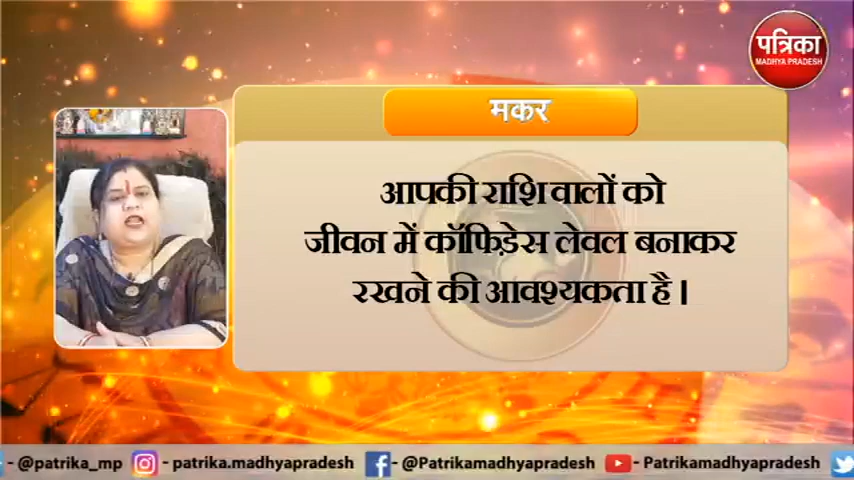 पत्रिका
MADHYA PRADESH
मकर
आपकी राशि वालों को
जीवन में कॉफिड़ेस लेवल बनाकर
रखने की आवश्यकता है।
- @patrika_mp - patrika.madhyapradesh - @Patrikamadhyapradesh - Patrikamadhyapradesh